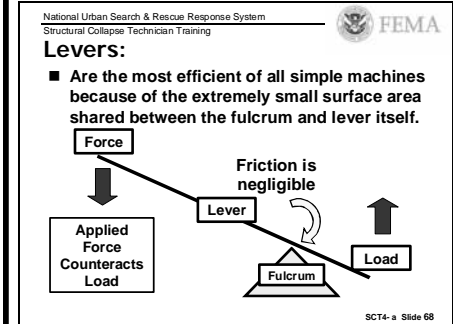 National Urban Search & Rescue Response System
Structural Collapse Technician Training
FEMA
Levers:
■ Are the most efficient of all simple machines
because of the extremely small surface area
shared between the fulcrum and lever itself.
Force
Friction is
negligible
Lever
Applied
Force
Counteracts
Load
Load
Fulcrum
SCT4- a Slide 68